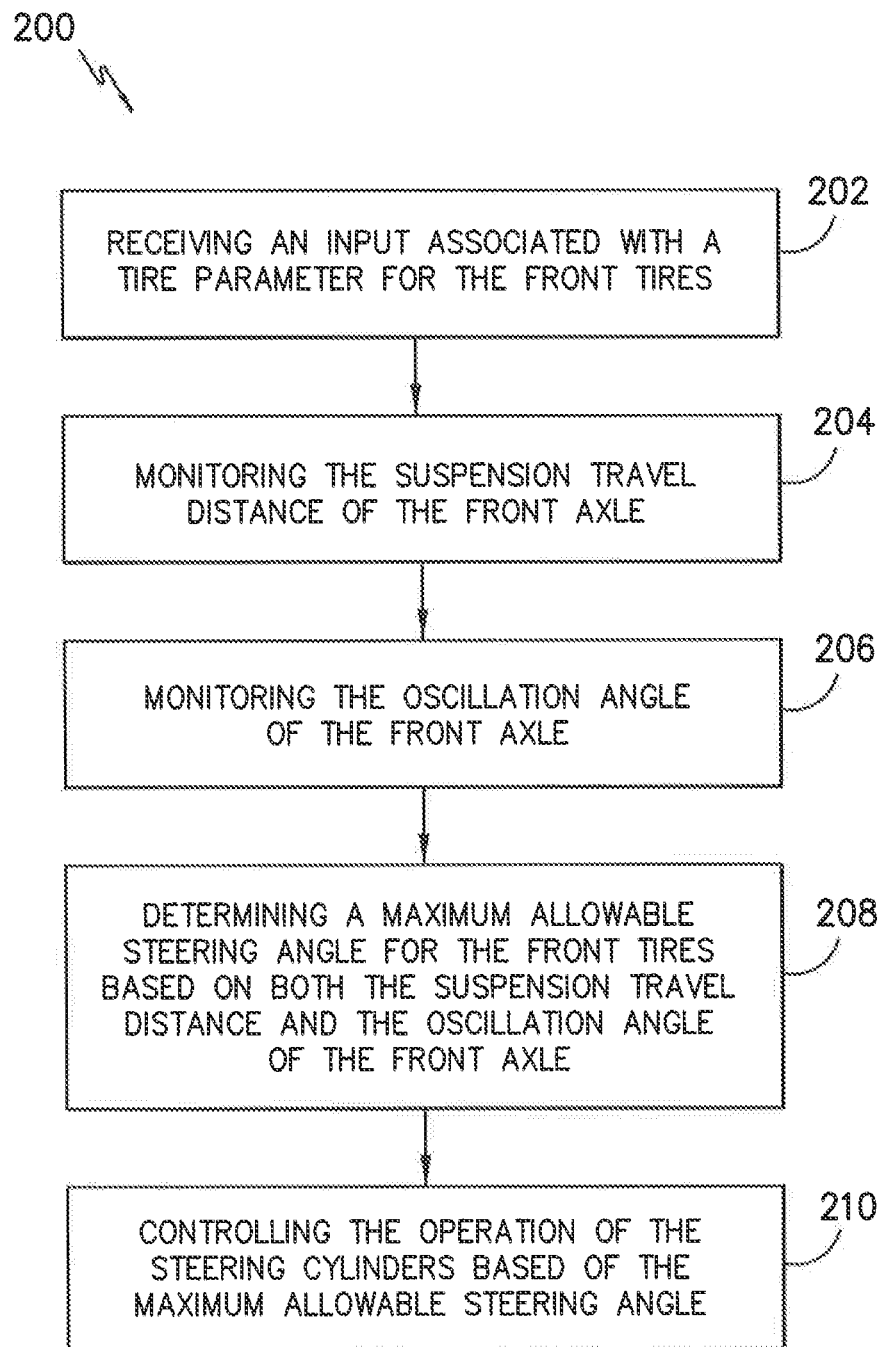 200
202
RECEIVING AN INPUT ASSOCIATED WITH A
TIRE PARAMETER FOR THE FRONT TIRES
204
MONITORING THE SUSPENSION TRAVEL
DISTANCE OF THE FRONT AXLE
206
MONITORING THE OSCILLATION ANGLE
OF THE FRONT AXLE
208
DETERMINING A MAXIMUM ALLOWABLE
STEERING ANGLE FOR THE FRONT TIRES
BASED ON BOTH THE SUSPENSION TRAVEL
DISTANCE AND THE OSCILLATION ANGLE
OF THE FRONT AXLE
210
CONTROLLING THE OPERATION OF THE
STEERING CYLINDERS BASED OF THE
MAXIMUM ALLOWABLE STEERING ANGLE